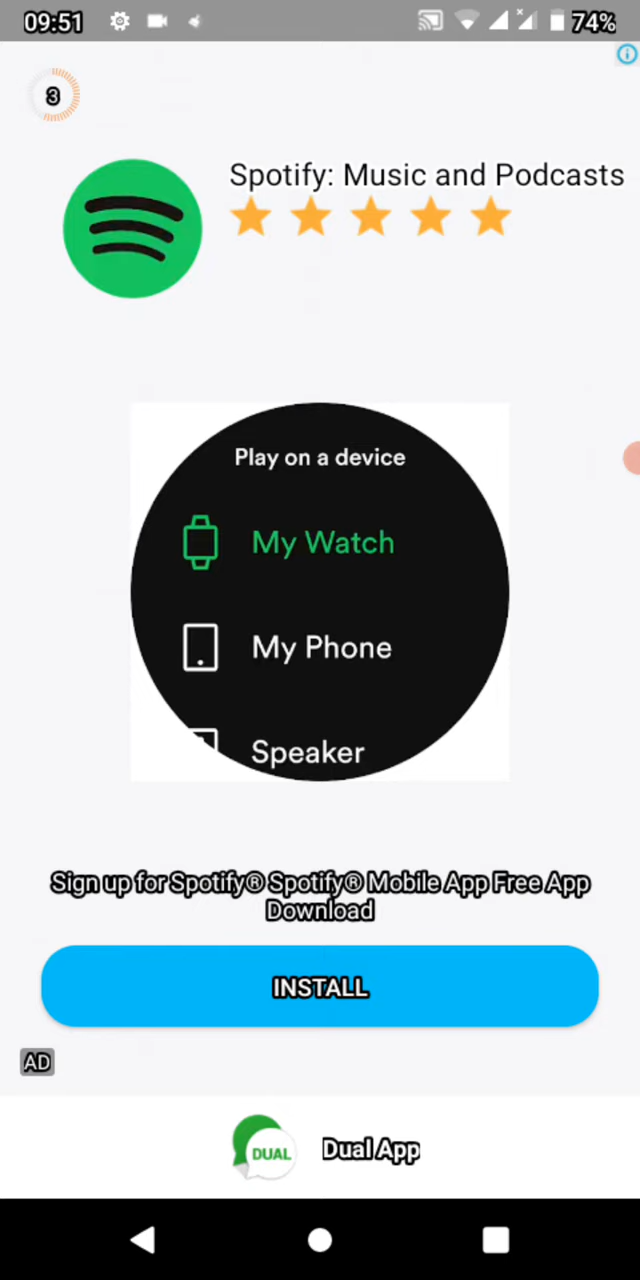 09:51
74%
3
Spotify: Music and Podcasts
Play on a device
My Watch
My Phone
Speaker
Sign up for Spotify® Spotify® Mobile App Free App
Download
INSTALL
AD
DUAL
Dual App